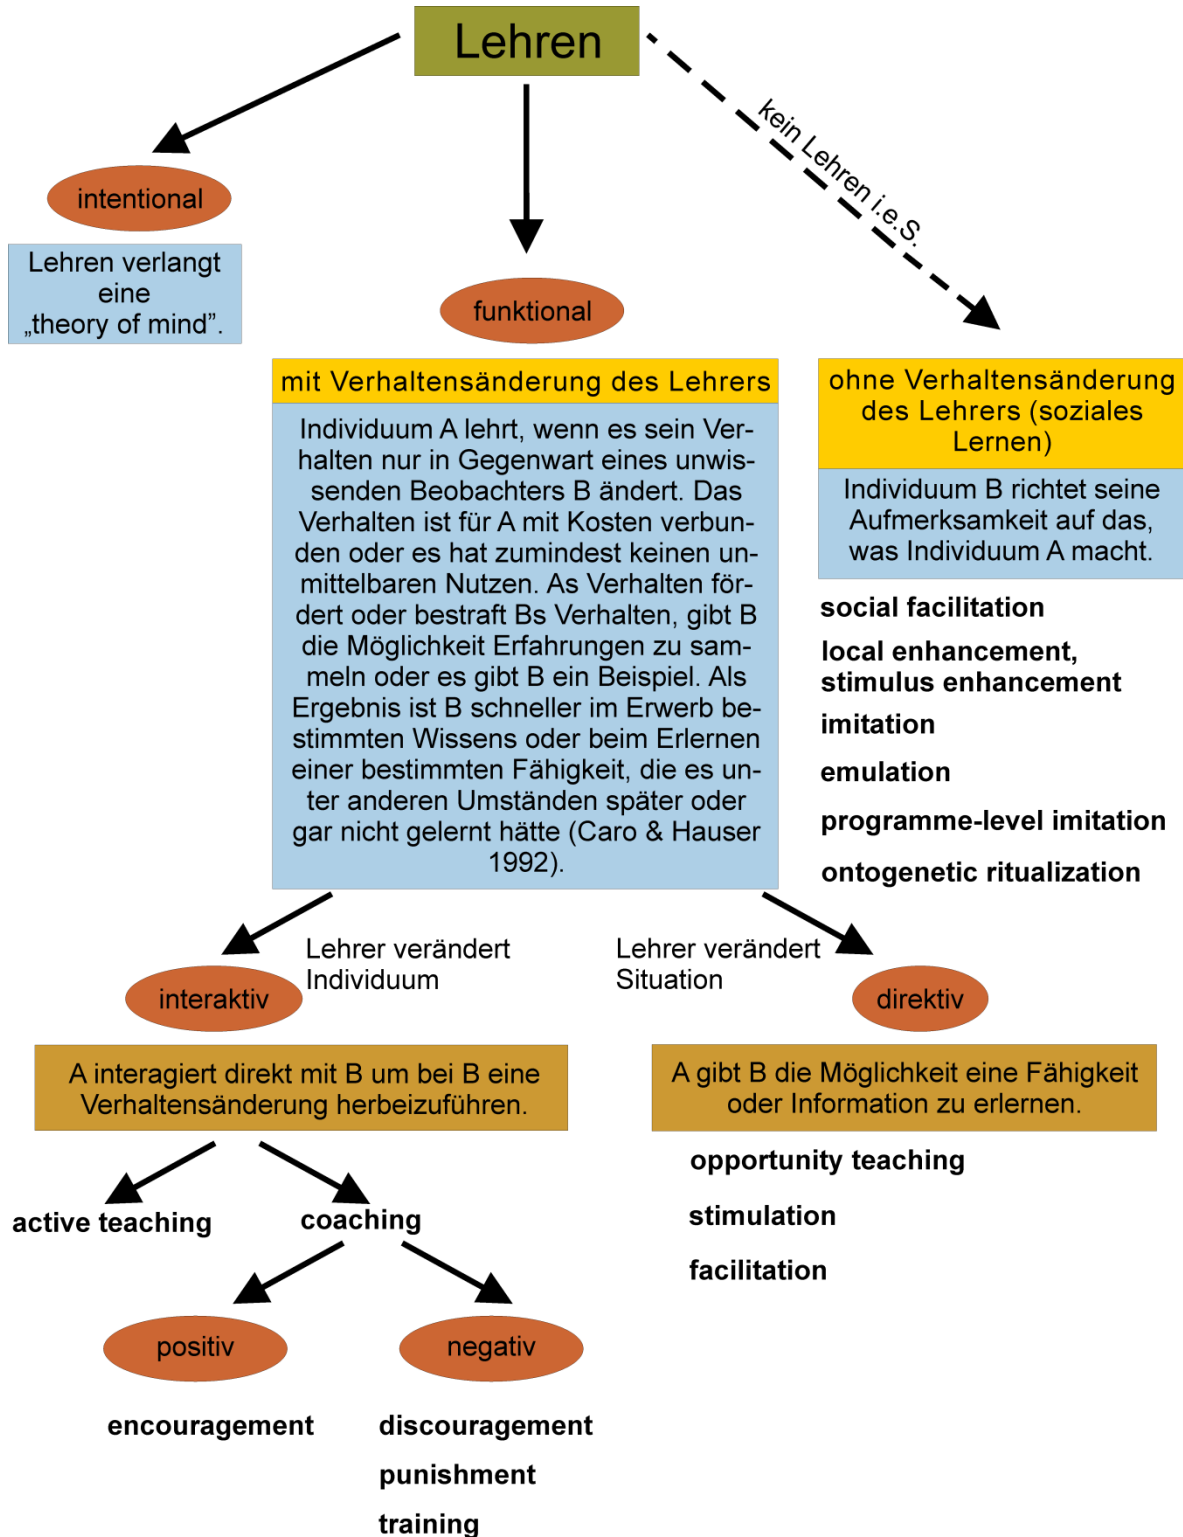 Lehren
kein Lehren i.e.S.
intentional
Lehren verlangt
eine
„theory of mind”.
funktional
mit Verhaltensänderung des Lehrers
Individuum A lehrt, wenn es sein Ver-
halten nur in Gegenwart eines unwis-
senden Beobachters B ändert. Das
Verhalten ist für A mit Kosten verbun-
den oder es hat zumindest keinen un-
mittelbaren Nutzen. As Verhalten för-
dert oder bestraft Bs Verhalten, gibt B
die Möglichkeit Erfahrungen zu sam-
meln oder es gibt B ein Beispiel. Als
Ergebnis ist B schneller im Erwerb be-
stimmten Wissens oder beim Erlernen
einer bestimmten Fähigkeit, die es un-
ter anderen Umständen später oder
gar nicht gelernt hätte (Caro & Hauser
1992).
ohne Verhaltensänderung
des Lehrers (soziales
Lernen)
Individuum B richtet seine
Aufmerksamkeit auf das,
was Individuum A macht.
social facilitation
local enhancement,
stimulus enhancement
imitation
emulation
programme-level imitation
ontogenetic ritualization
Lehrer verändert
Individuum
interaktiv
A interagiert direkt mit B um bei B eine
Verhaltensänderung herbeizuführen.
active teaching
coaching
positiv
encouragement
negativ
discouragement
punishment
training
Lehrer verändert
Situation
direktiv
A gibt B die Möglichkeit eine Fähigkeit
oder Information zu erlernen.
opportunity teaching
stimulation
facilitation